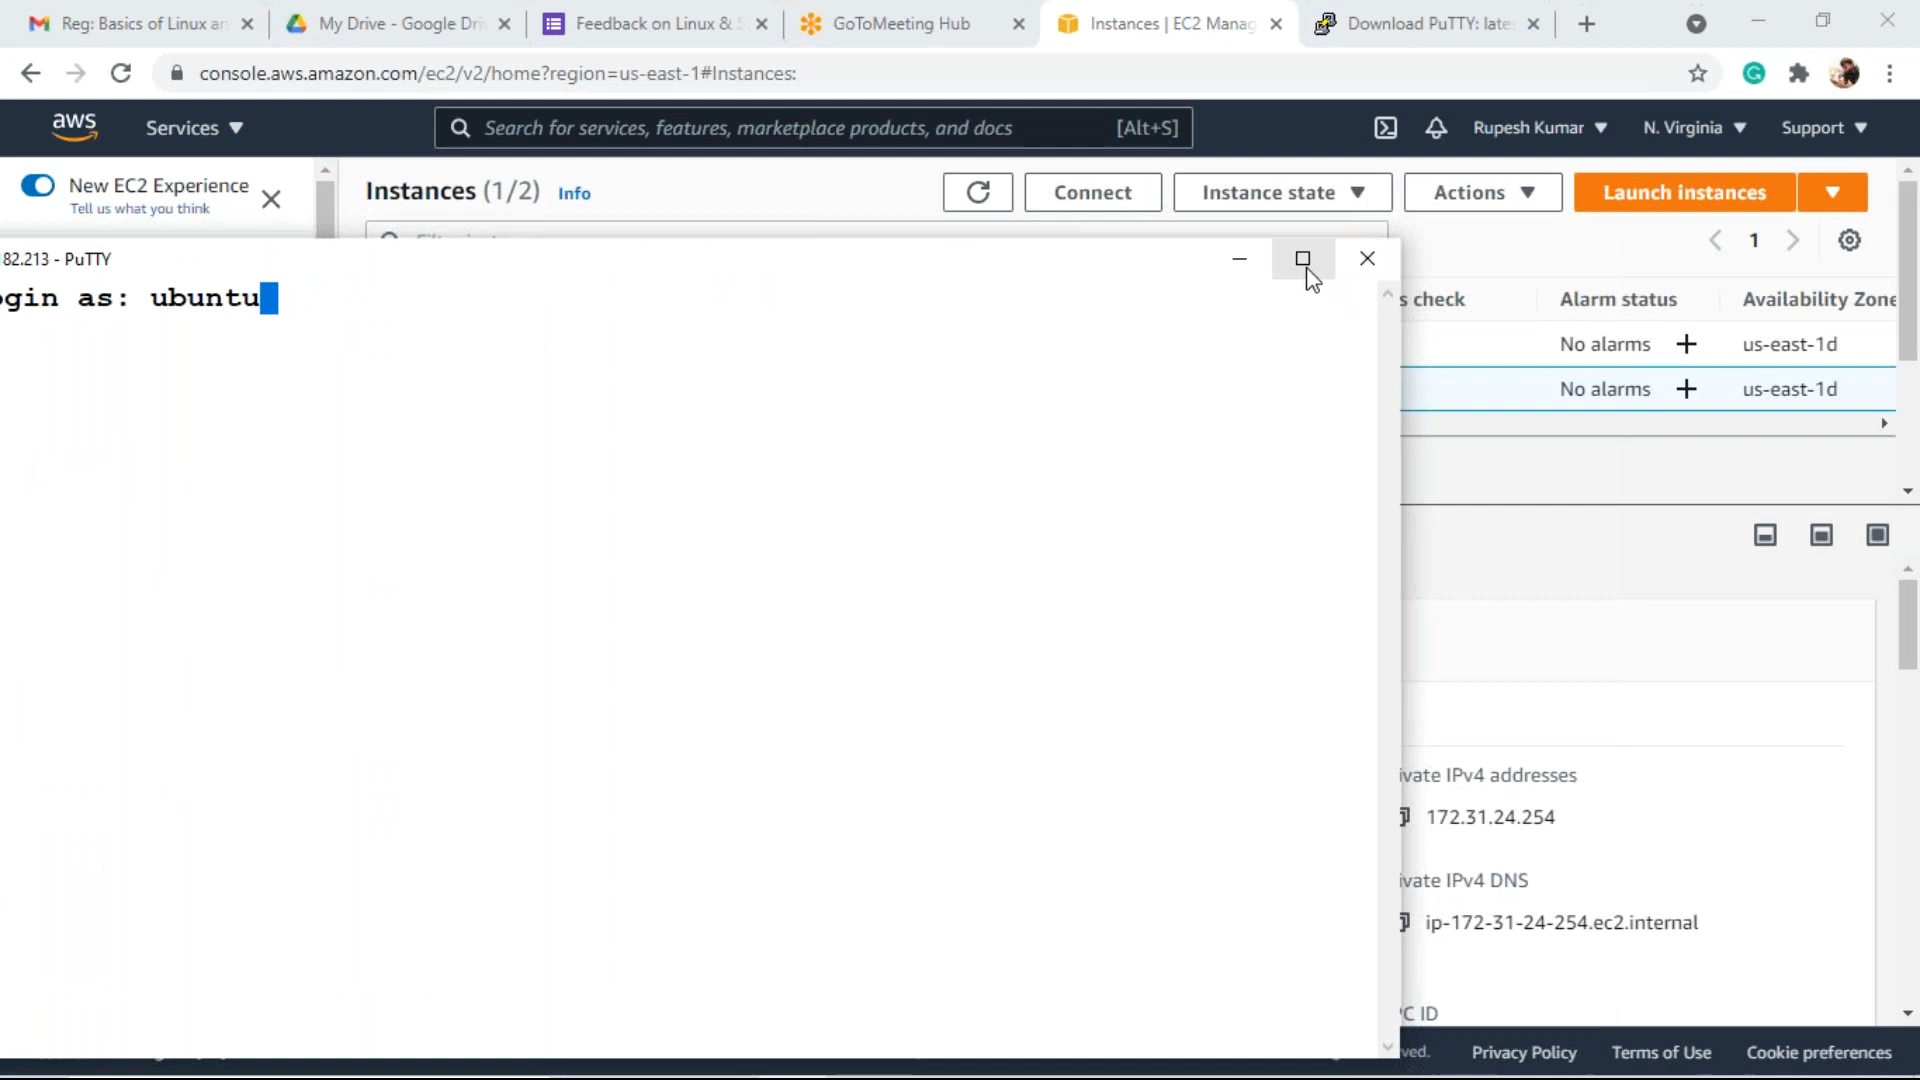 Reg: Basics of Linux an
My Drive - Google Dri
Feedback on Linux & S
GoToMeeting Hub
Instances | EC2 Manag
Download PuTTY: late
console.aws.amazon.com/ec2/v2/home?region=us-east-1#Instances:
aws
Services
Search for services, features, marketplace products, and docs
[Alt+S]
Rupesh Kumar
N. Virginia
Support
New EC2 Experience
Tell us what you think
Instances (1/2) Info
Connect
Instance state
Actions
Launch instances
1
82.213 - PuTTY
ogin as: ubuntu
s check
Alarm status
Availability Zone
No alarms + us-east-1d
No alarms + us-east-1d
ivate IPv4 addresses
172.31.24.254
ivate IPv4 DNS
ip-172-31-24-254.ec2.internal
PC ID
ved.
Privacy Policy
Terms of Use
Cookie preferences